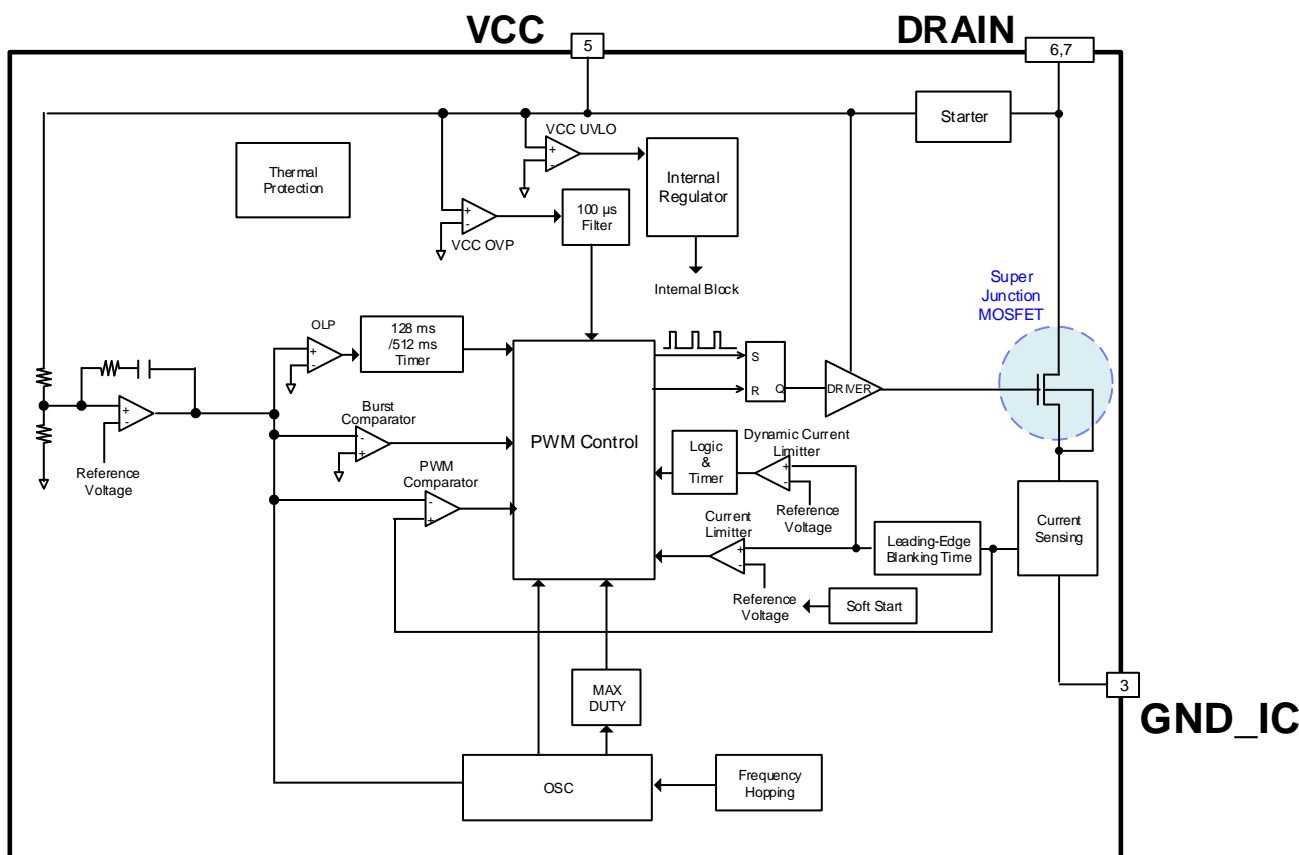 VCC
DRAIN
5
6,7
Starter
VCC UVLO
+
-
Thermal
Protection
Internal
Regulator
100 µs
Filter
+
-
VCC OVP
Internal Block
Super
Junction
MOSFET
OLP
+
-
128 ms
/512 ms
Timer
S
R
Q
DRIVER
+
-
Reference
Voltage
Burst
Comparator
-
+
PWM Control
PWM
Comparator
-
+
Dynamic Current
Limitter
Logic
&
Timer
+
-
Reference
Voltage
Current
Limitter
+
-
Leading-Edge
Blanking Time
Current
Sensing
Reference
Voltage
Soft Start
MAX
DUTY
3
GND_IC
OSC
Frequency
Hopping